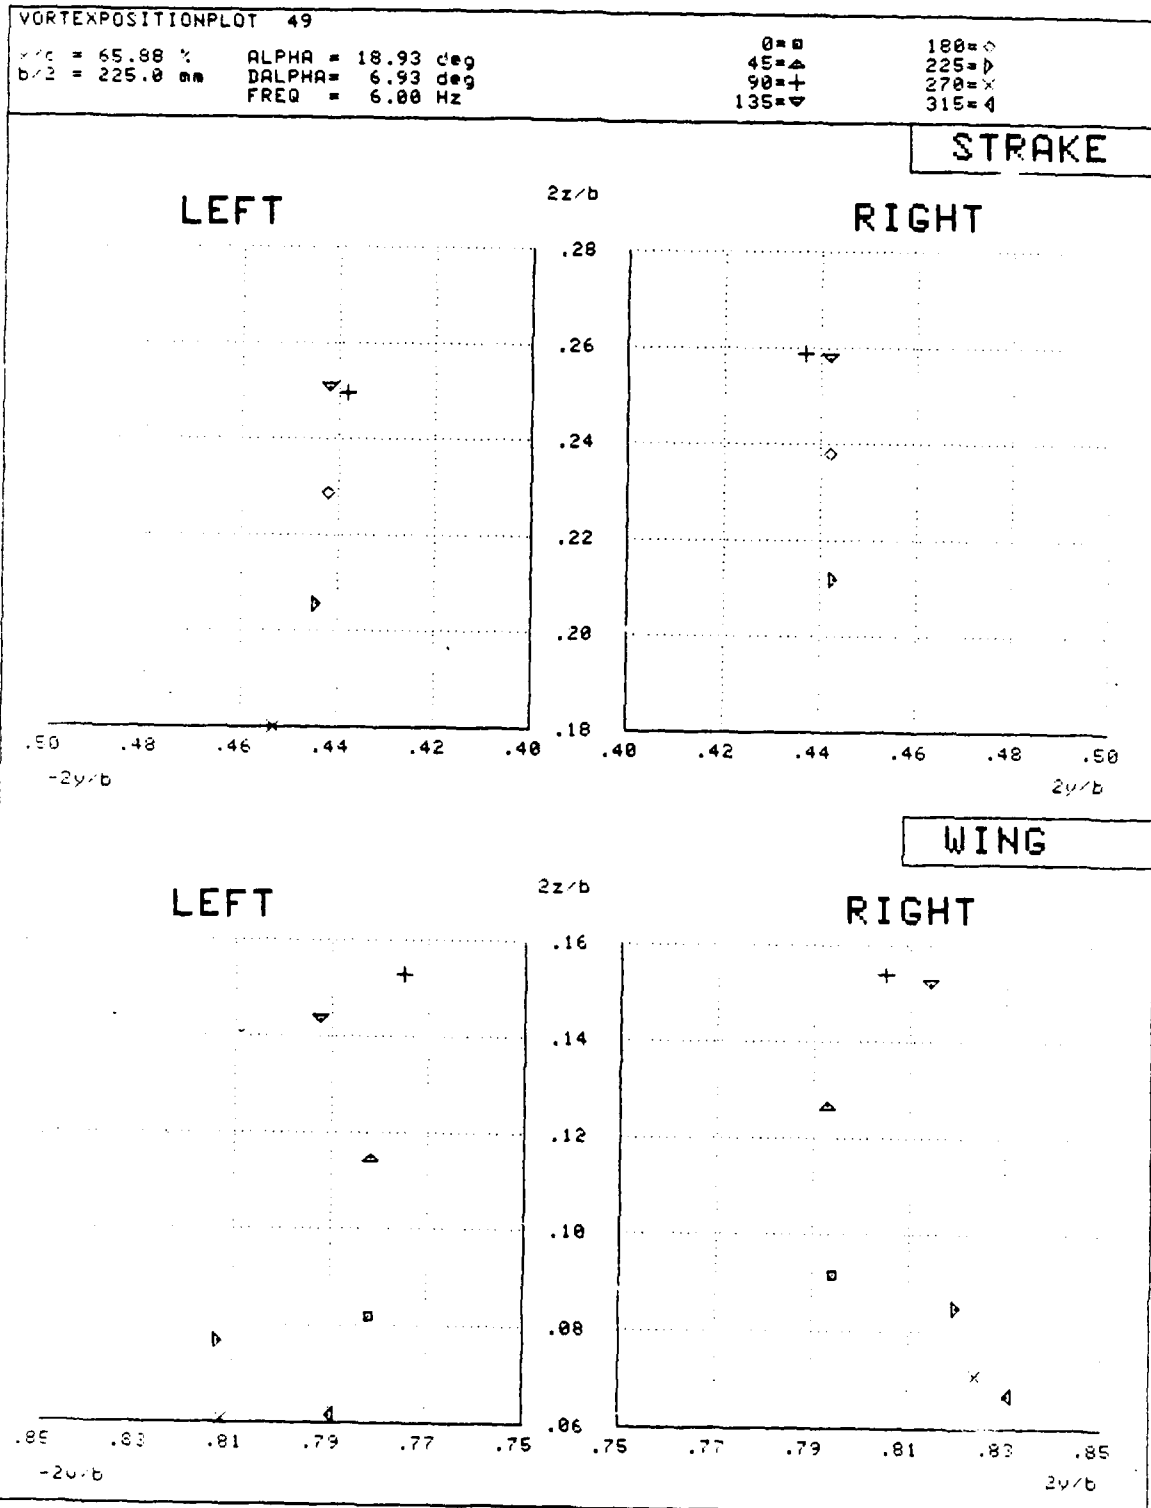 VORTEXPOSITIONPLOT 49
x/c = 65.88 % ALPHA = 18.93 deg 0=□ 180=◇
b/2 = 225.0 mm DALPHA= 6.93 deg 45=△ 225=▷
FREQ = 6.00 Hz 90=+ 270=×
135=▽ 315=◁
STRAKE
LEFT 2z/b RIGHT
.28
.26
.24
.22
.20
.18
.50 .48 .46 .44 .42 .40 .40 .42 .44 .46 .48 .50
-2y/b 2y/b
WING
LEFT 2z/b RIGHT
.16
.14
.12
.10
.08
.06
.85 .83 .81 .79 .77 .75 .75 .77 .79 .81 .83 .85
-2y/b 2y/b